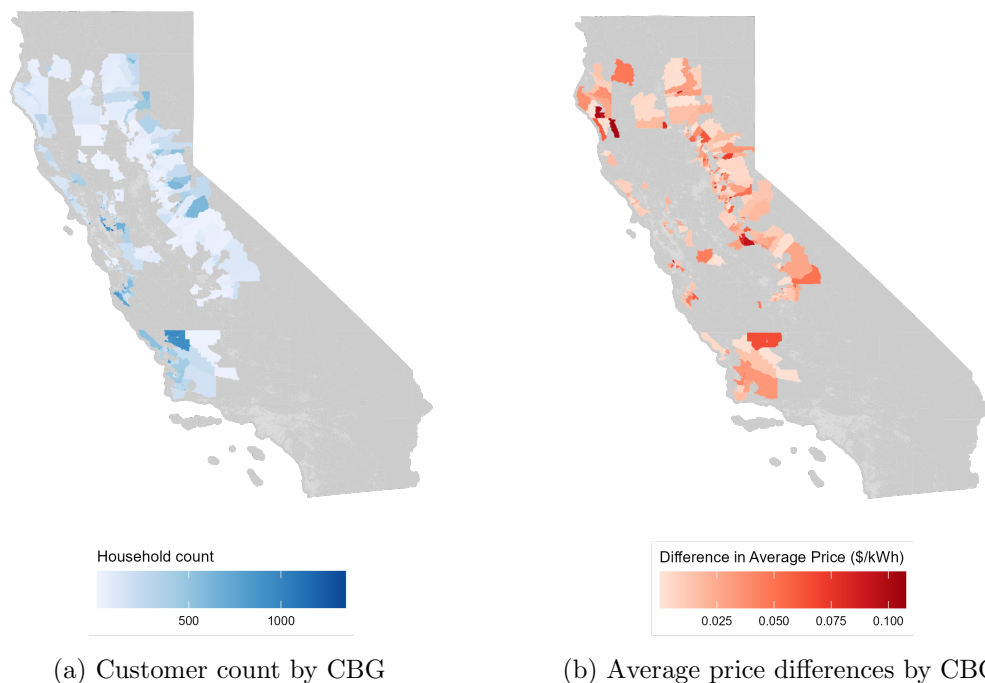 Household count
500 1000
(a) Customer count by CBG
Difference in Average Price ($/kWh)
0.025 0.050 0.075 0.100
(b) Average price differences by CBG